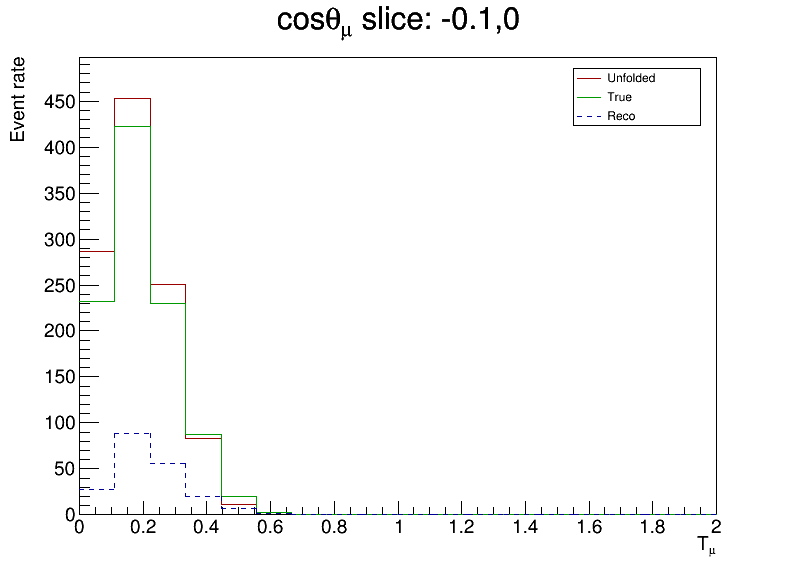 cosθμ slice: -0.1,0
Event rate
Unfolded
True
Reco
450
400
350
300
250
200
150
100
50
0
0 0.2 0.4 0.6 0.8 1 1.2 1.4 1.6 1.8 2
Tμ